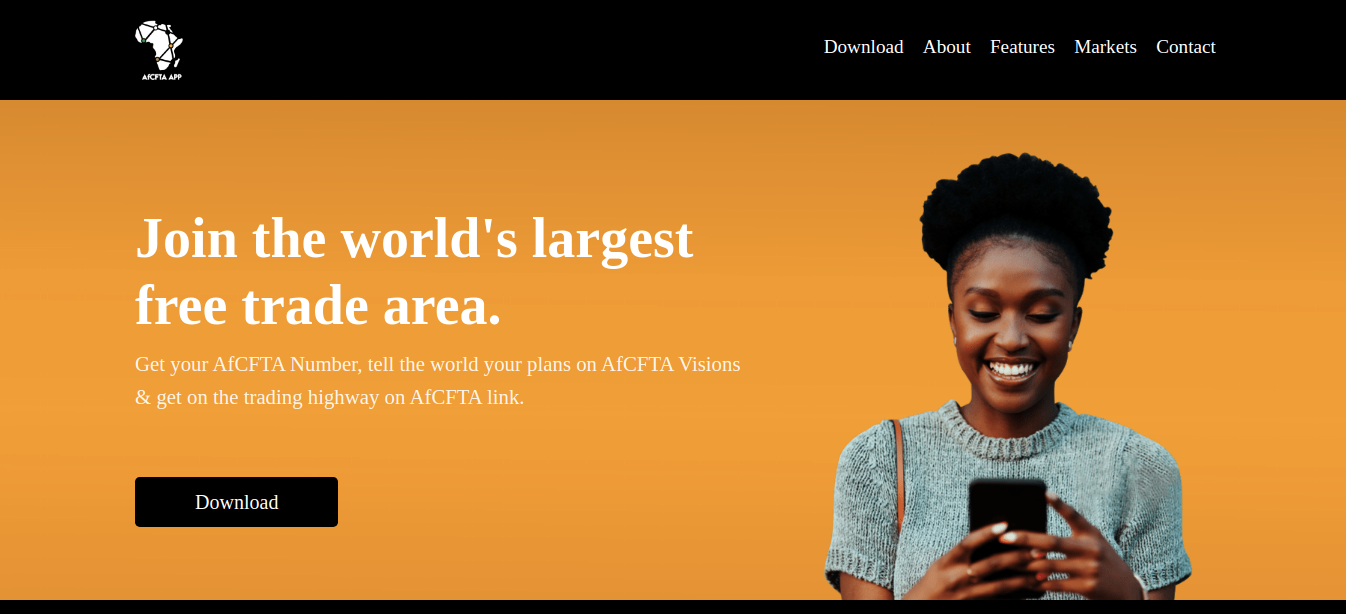 AfCFTA APP
Download About Features Markets Contact
Join the world's largest
free trade area.
Get your AfCFTA Number, tell the world your plans on AfCFTA Visions
& get on the trading highway on AfCFTA link.
Download